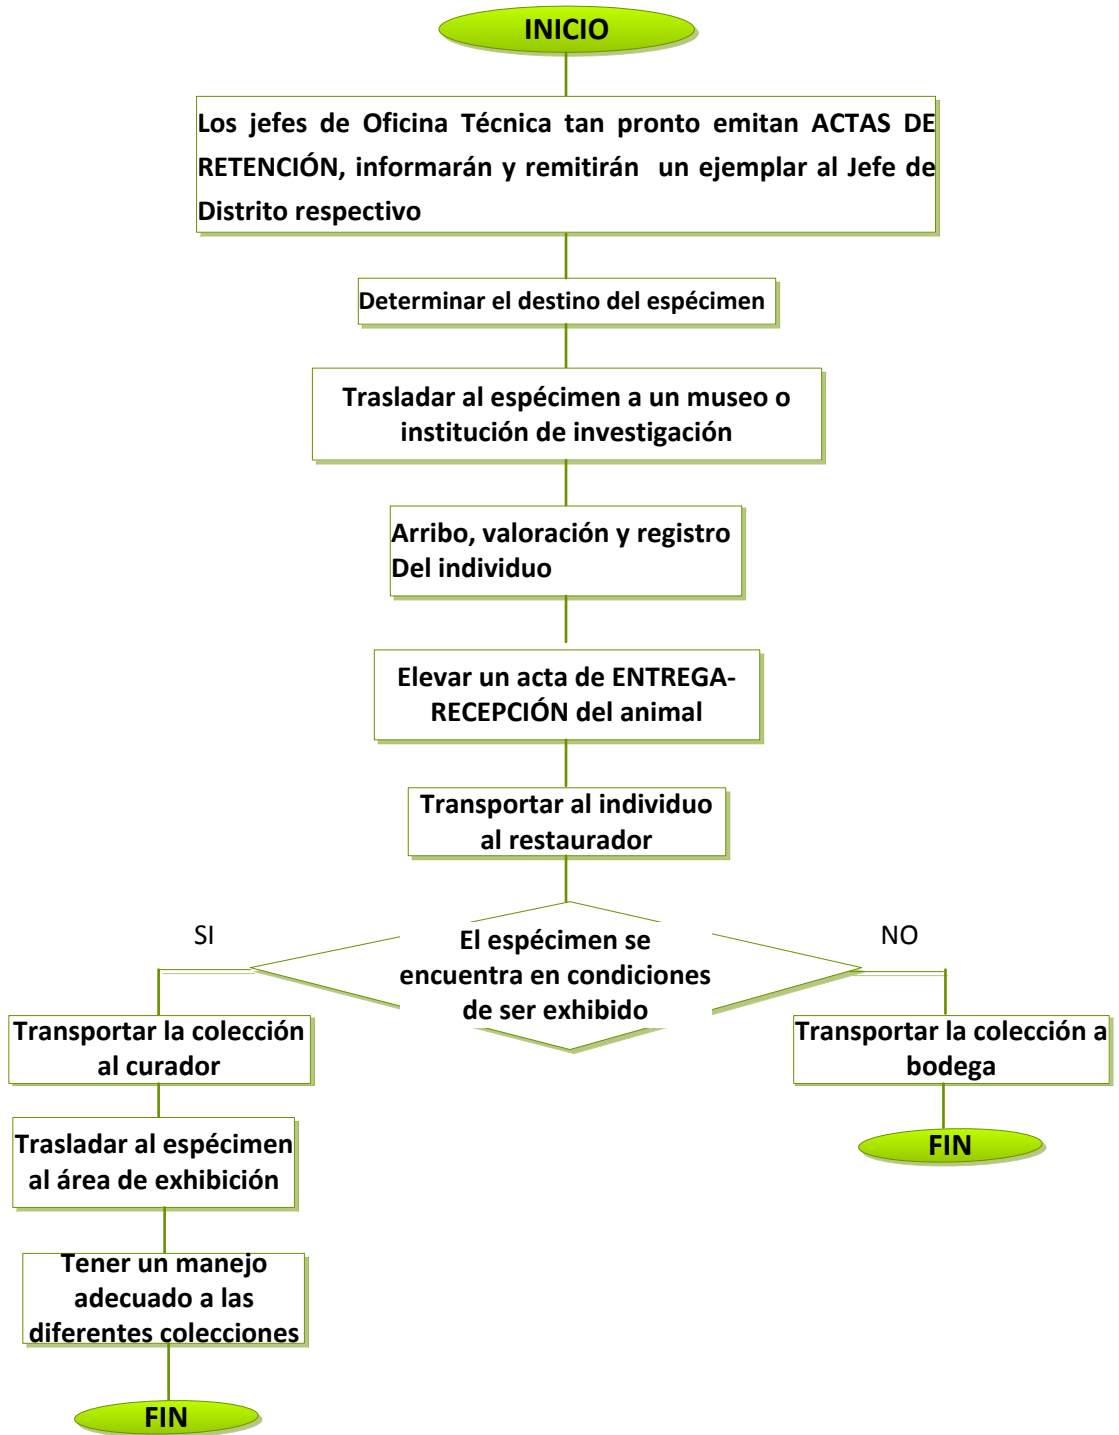 INICIO
Los jefes de Oficina Técnica tan pronto emitan ACTAS DE
RETENCIÓN, informarán y remitirán un ejemplar al Jefe de
Distrito respectivo
Determinar el destino del espécimen
Trasladar al espécimen a un museo o
institución de investigación
Arribo, valoración y registro
Del individuo
Elevar un acta de ENTREGA-
RECEPCIÓN del animal
Transportar al individuo
al restaurador
El espécimen se
encuentra en condiciones
de ser exhibido
SI
NO
Transportar la colección
al curador
Trasladar al espécimen
al área de exhibición
Tener un manejo
adecuado a las
diferentes colecciones
FIN
Transportar la colección a
bodega
FIN